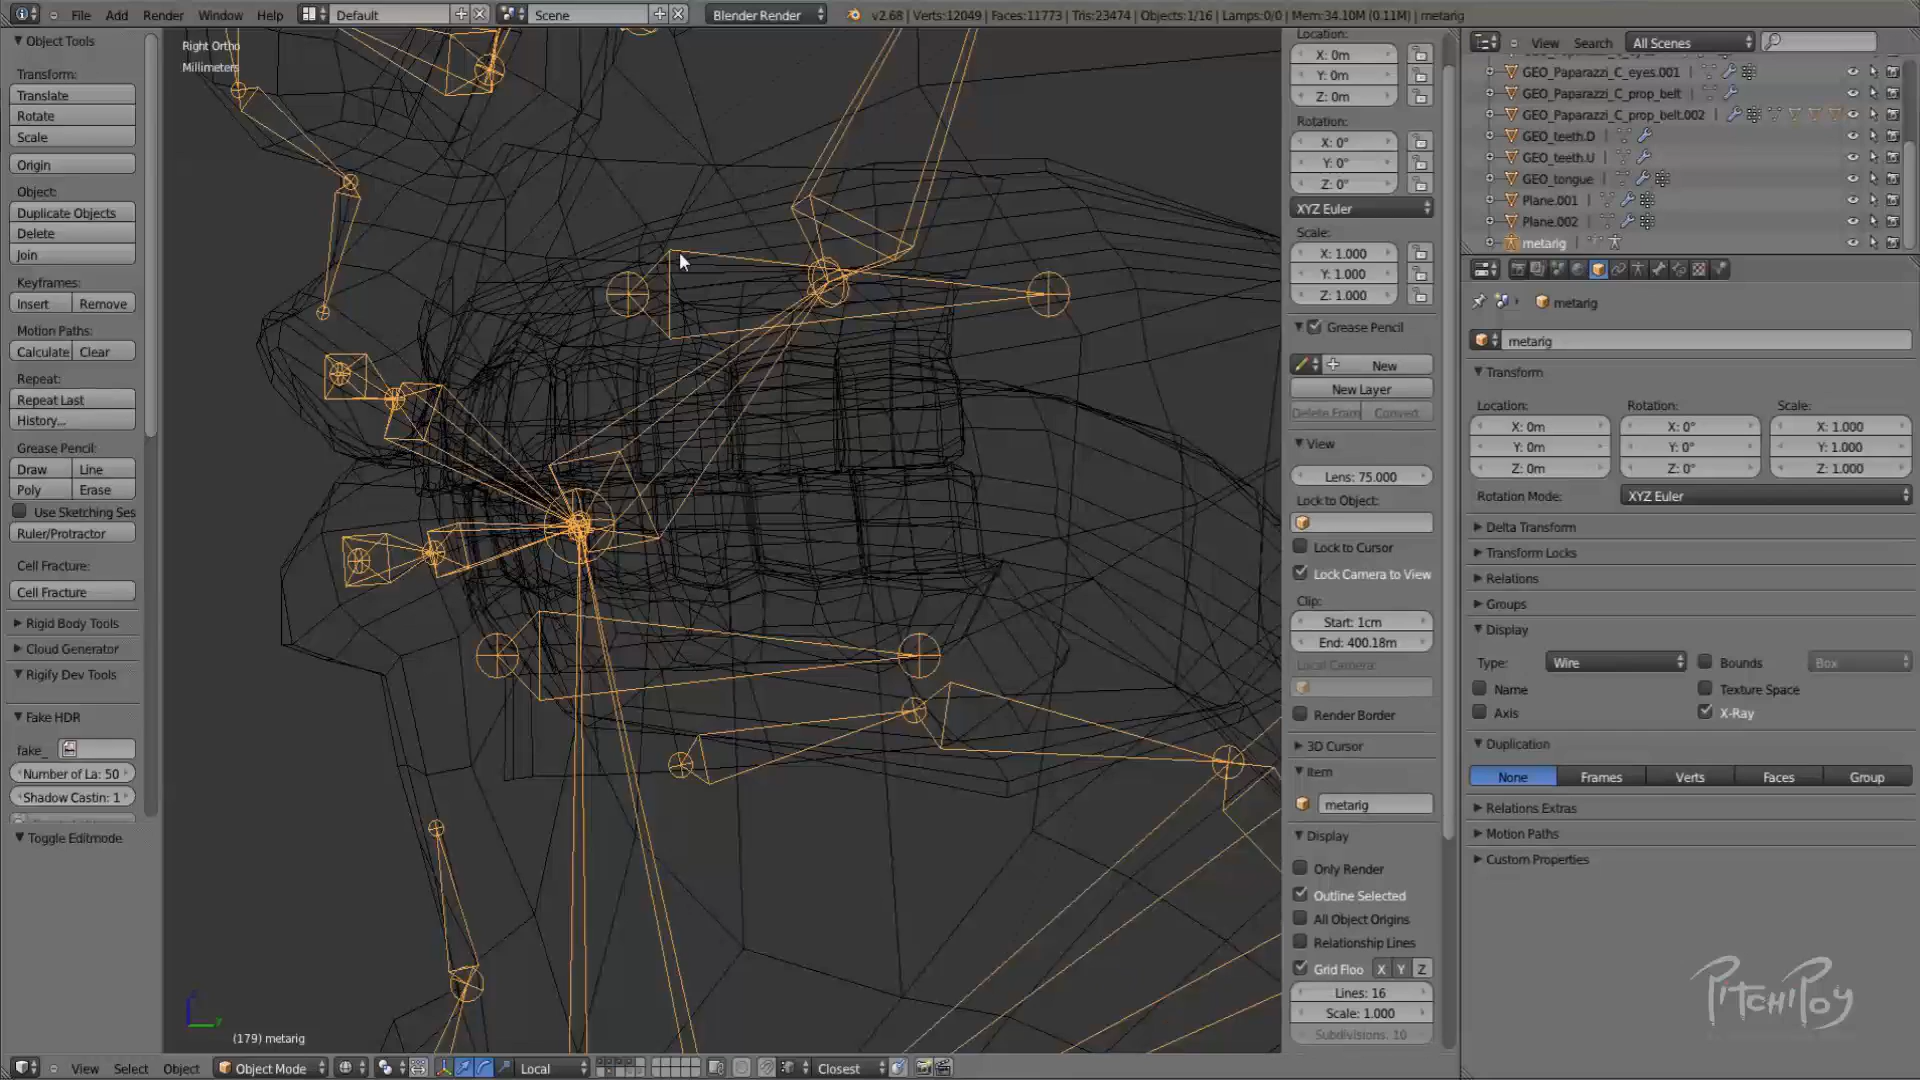 File Add Render Window Help Default Scene Blender Render v2.68 | Verts:12049 | Faces:11773 | Tris:23474 | Objects:1/16 | Lamps:0/0 | Mem:34.10M (0.11M) | metarig
Object Tools
Transform:
Translate
Rotate
Scale
Origin
Object:
Duplicate Objects
Delete
Join
Keyframes:
Insert Remove
Motion Paths:
Calculate Clear
Repeat:
Repeat Last
History...
Grease Pencil:
Draw Line
Poly Erase
Use Sketching Ses
Ruler/Protractor
Cell Fracture:
Cell Fracture
Rigid Body Tools
Cloud Generator
Rigify Dev Tools
Fake HDR
fake_
Number of La: 50
Shadow Castin: 1
Toggle Editmode
Right Ortho
Millimeters
(179) metarig
View Select Object Object Mode Local Closest
Location:
X: 0m
Y: 0m
Z: 0m
Rotation:
X: 0°
Y: 0°
Z: 0°
XYZ Euler
Scale:
X: 1.000
Y: 1.000
Z: 1.000
Grease Pencil
New
New Layer
Delete Fram Convert
View
Lens: 75.000
Lock to Object:
Lock to Cursor
Lock Camera to View
Clip:
Start: 1cm
End: 400.18m
Local Camera:
Render Border
3D Cursor
Item
metarig
Display
Only Render
Outline Selected
All Object Origins
Relationship Lines
Grid Floo X Y Z
Lines: 16
Scale: 1.000
Subdivisions: 10
View Search All Scenes
GEO_Paparazzi_C_eyes.001
GEO_Paparazzi_C_prop_belt
GEO_Paparazzi_C_prop_belt.002
GEO_teeth.D
GEO_teeth.U
GEO_tongue
Plane.001
Plane.002
metarig
metarig
metarig
Transform
Location: Rotation: Scale:
X: 0m X: 0° X: 1.000
Y: 0m Y: 0° Y: 1.000
Z: 0m Z: 0° Z: 1.000
Rotation Mode: XYZ Euler
Delta Transform
Transform Locks
Relations
Groups
Display
Type: Wire Bounds Box
Name Texture Space
Axis X-Ray
Duplication
None Frames Verts Faces Group
Relations Extras
Motion Paths
Custom Properties
PitchiPoy